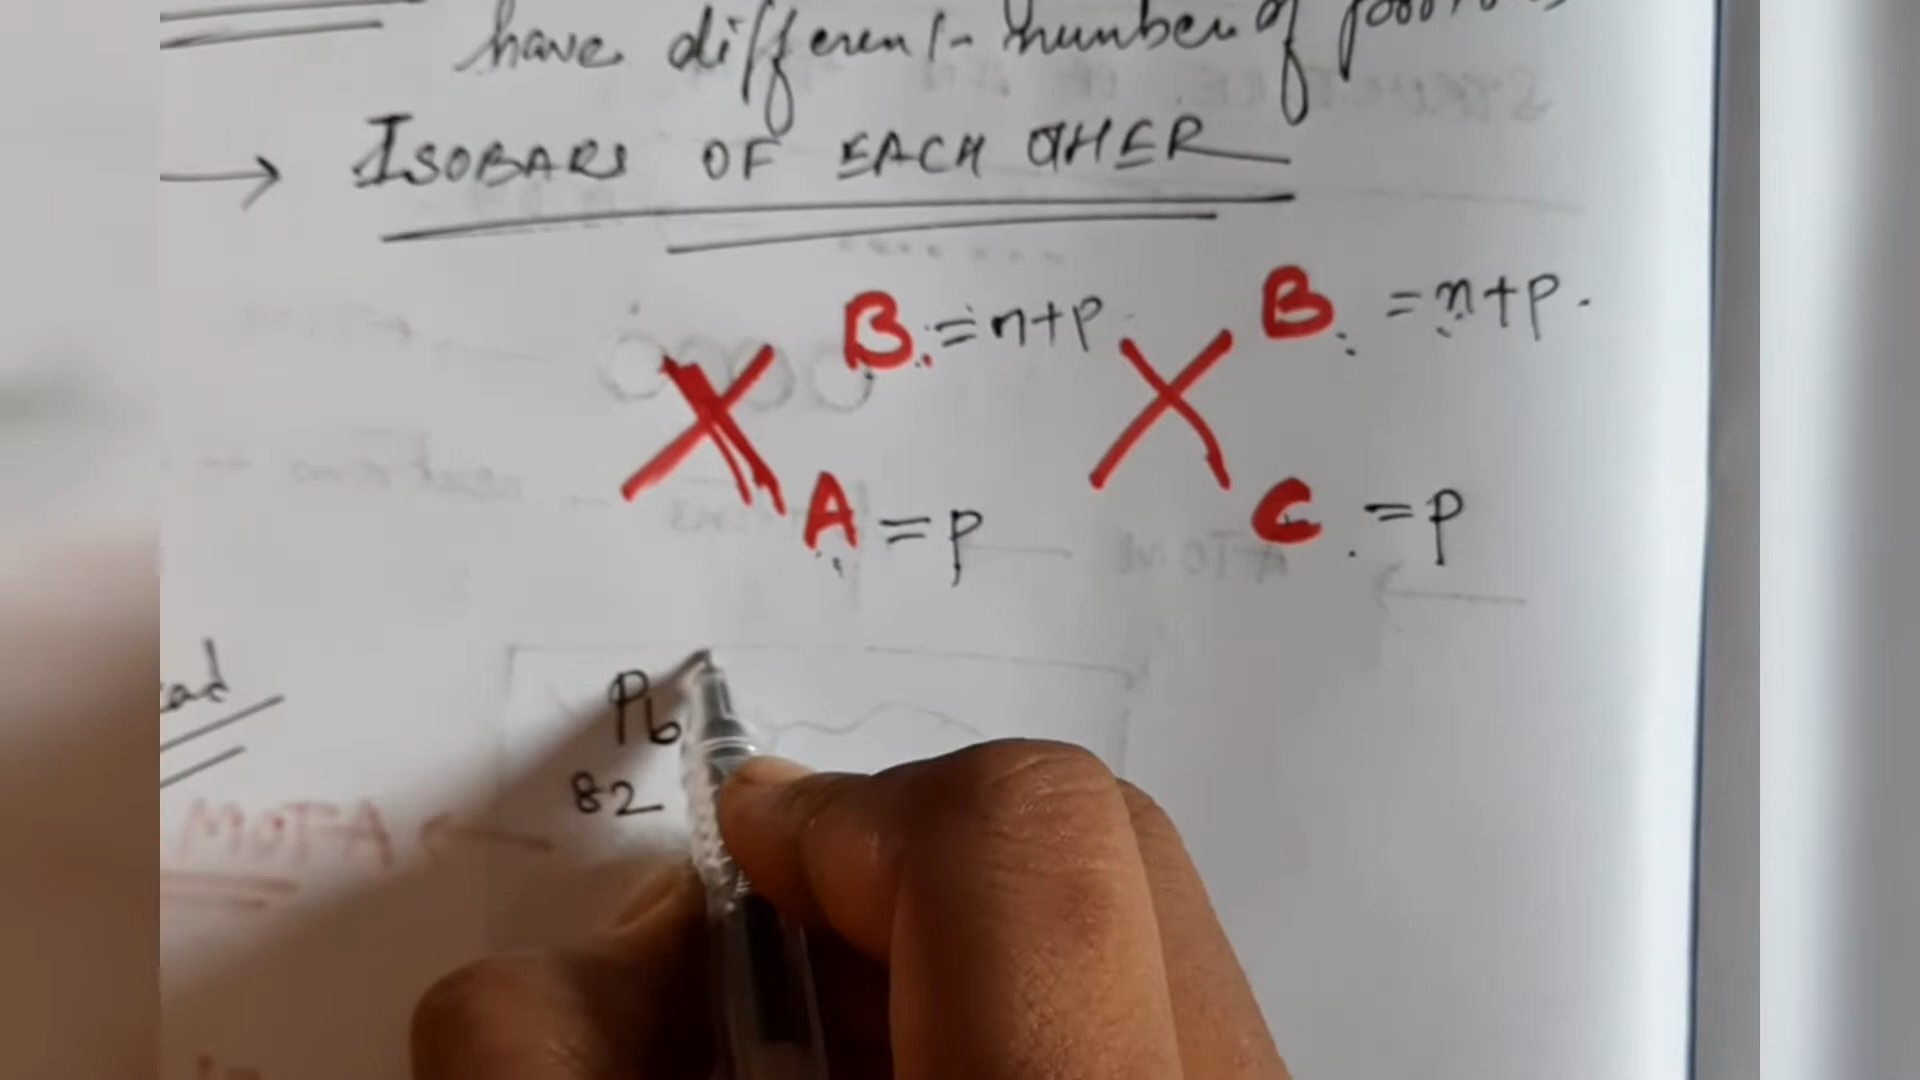 have different number of
→ ISOBARS OF EACH OTHER
X B = n+p X B = n+p.
A = p C = p
Pb
82